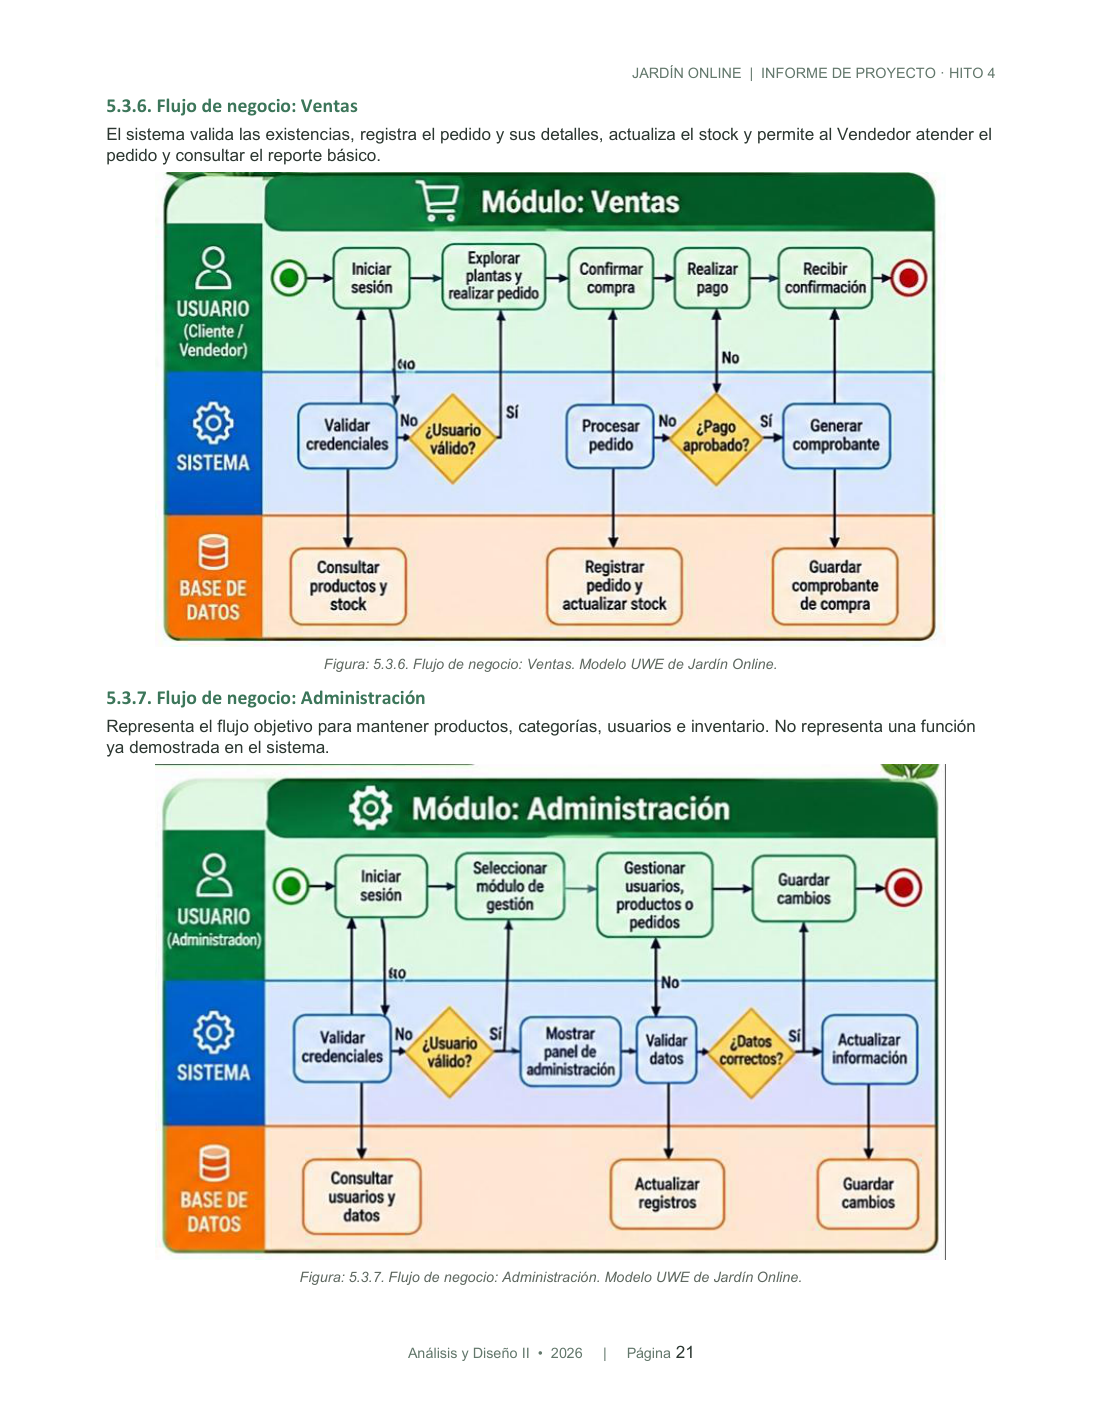 JARDÍN ONLINE | INFORME DE PROYECTO · HITO 4
5.3.6. Flujo de negocio: Ventas
El sistema valida las existencias, registra el pedido y sus detalles, actualiza el stock y permite al Vendedor atender el
pedido y consultar el reporte básico.
Módulo: Ventas
USUARIO
(Cliente /
Vendedor)
Iniciar
sesión
Explorar
plantas y
realizar pedido
Confirmar
compra
Realizar
pago
Recibir
confirmación
No
SISTEMA
Validar
credenciales
No
¿Usuario
válido?
Sí
Procesar
pedido
No
¿Pago
aprobado?
Sí
Generar
comprobante
BASE DE
DATOS
Consultar
productos y
stock
Registrar
pedido y
actualizar stock
Guardar
comprobante
de compra
Figura: 5.3.6. Flujo de negocio: Ventas. Modelo UWE de Jardín Online.
5.3.7. Flujo de negocio: Administración
Representa el flujo objetivo para mantener productos, categorías, usuarios e inventario. No representa una función
ya demostrada en el sistema.
Módulo: Administración
USUARIO
(Administradon)
Iniciar
sesión
Seleccionar
módulo de
gestión
Gestionar
usuarios,
productos o
pedidos
Guardar
cambios
No
SISTEMA
Validar
credenciales
No
¿Usuario
válido?
Sí
Mostrar
panel de
administración
Validar
datos
¿Datos
correctos?
Sí
Actualizar
información
BASE DE
DATOS
Consultar
usuarios y
datos
Actualizar
registros
Guardar
cambios
Figura: 5.3.7. Flujo de negocio: Administración. Modelo UWE de Jardín Online.
Análisis y Diseño II • 2026 | Página 21